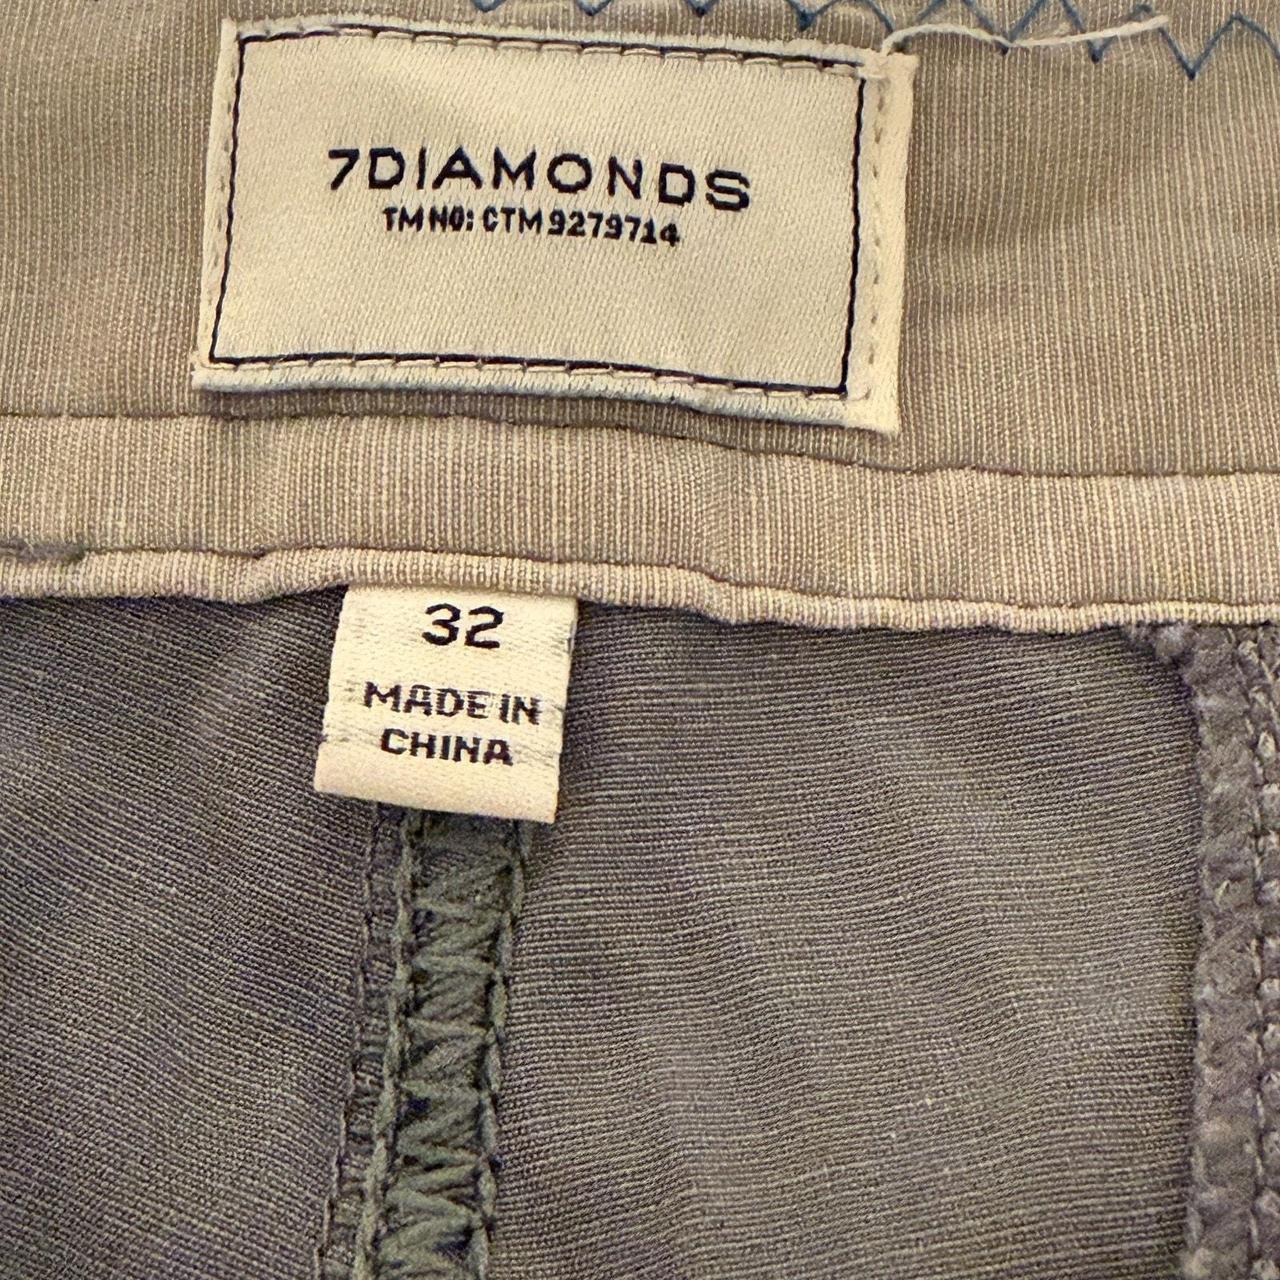 7DIAMONDS
TM NO: CTM 9279714
32
MADE IN
CHINA